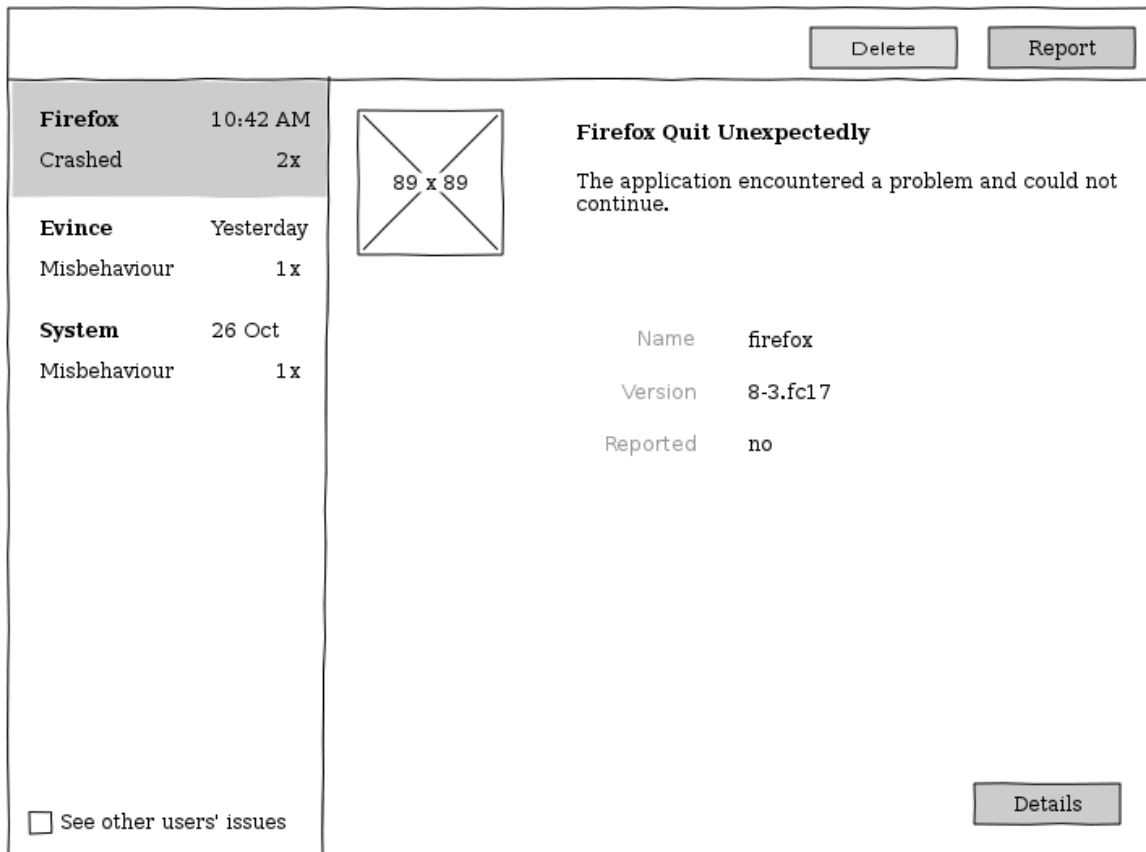 Delete Report
Firefox 10:42 AM
Crashed 2x
Evince Yesterday
Misbehaviour 1x
System 26 Oct
Misbehaviour 1x
See other users' issues
89 x 89
Firefox Quit Unexpectedly
The application encountered a problem and could not
continue.
Name firefox
Version 8-3.fc17
Reported no
Details